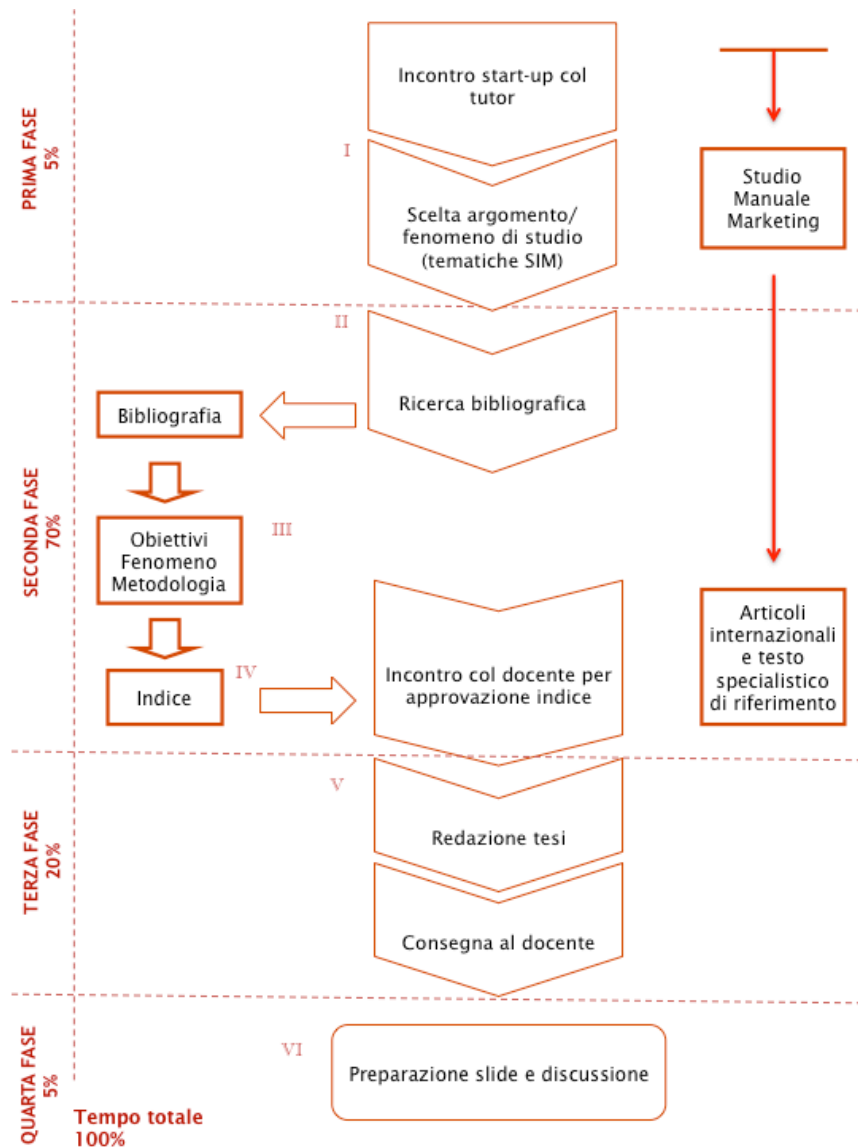 PRIMA FASE
5%
Incontro start-up col
tutor
I
Scelta argomento/
fenomeno di studio
(tematiche SIM)
Studio
Manuale
Marketing
SECONDA FASE
70%
II
Ricerca bibliografica
Bibliografia
Obiettivi
Fenomeno
Metodologia
III
Indice
IV
Incontro col docente per
approvazione indice
Articoli
internazionali
e testo
specialistico
di riferimento
TERZA FASE
20%
V
Redazione tesi
Consegna al docente
QUARTA FASE
5%
VI
Preparazione slide e discussione
Tempo totale
100%